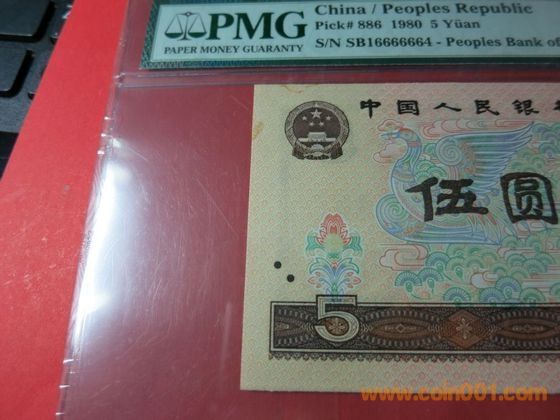 PMG
PAPER MONEY GUARANTY
China / Peoples Republic
Pick# 886 1980 5 Yüan
S/N SB16666664 - Peoples Bank of
中国人民银
伍圆
5
www.coin001.com